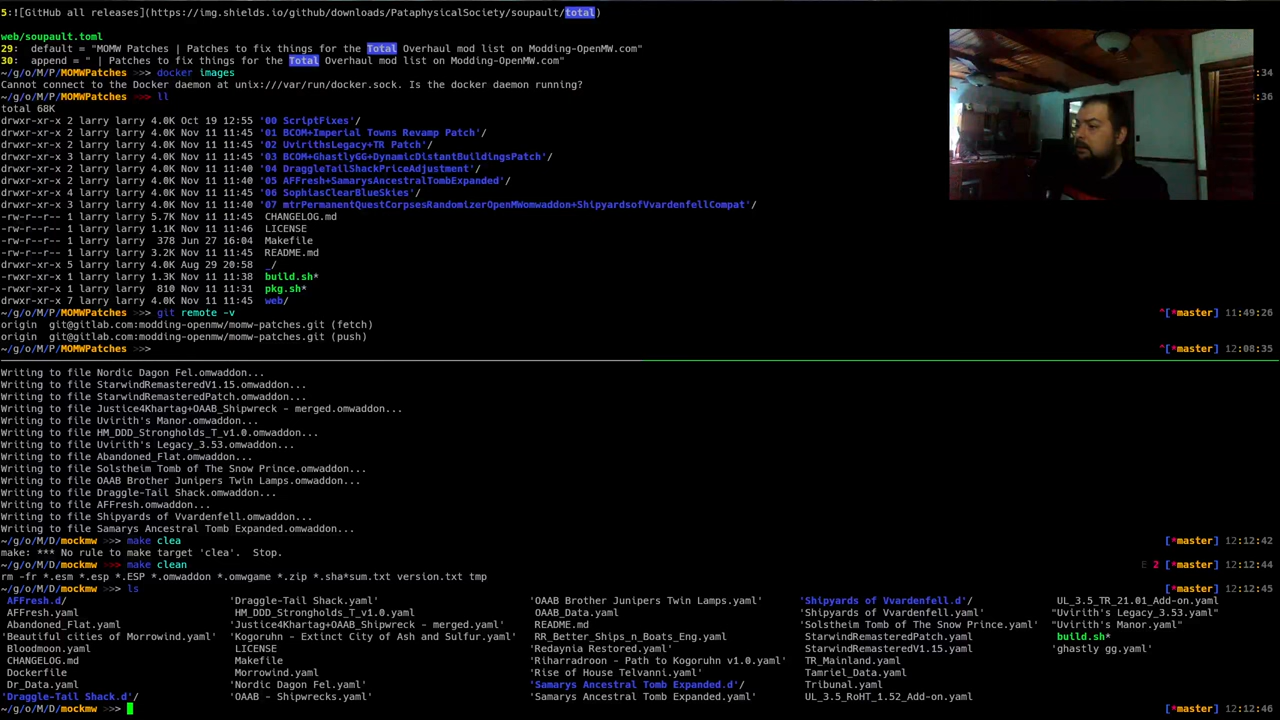 5:![GitHub all releases](https://img.shields.io/github/downloads/PataphysicalSociety/soupault/total)
web/soupault.toml
29:  default = "MOMW Patches | Patches to fix things for the Total Overhaul mod list on Modding-OpenMW.com"
30:  append = " | Patches to fix things for the Total Overhaul mod list on Modding-OpenMW.com"
~/g/o/M/P/MOMWPatches >>> docker images :34
Cannot connect to the Docker daemon at unix:///var/run/docker.sock. Is the docker daemon running?
~/g/o/M/P/MOMWPatches >>> ll :36
total 68K
drwxr-xr-x 2 larry larry 4.0K Oct 19 12:55 '00 ScriptFixes'/
drwxr-xr-x 2 larry larry 4.0K Nov 11 11:45 '01 BCOM+Imperial Towns Revamp Patch'/
drwxr-xr-x 2 larry larry 4.0K Nov 11 11:45 '02 UvirithsLegacy+TR Patch'/
drwxr-xr-x 3 larry larry 4.0K Nov 11 11:45 '03 BCOM+GhastlyGG+DynamicDistantBuildingsPatch'/
drwxr-xr-x 2 larry larry 4.0K Nov 11 11:40 '04 DraggleTailShackPriceAdjustment'/
drwxr-xr-x 2 larry larry 4.0K Nov 11 11:40 '05 AFFresh+SamarysAncestralTombExpanded'/
drwxr-xr-x 4 larry larry 4.0K Nov 11 11:45 '06 SophiasClearBlueSkies'/
drwxr-xr-x 3 larry larry 4.0K Nov 11 11:40 '07 mtrPermanentQuestCorpsesRandomizerOpenMWomwaddon+ShipyardsofVvardenfellCompat'/
-rw-r--r-- 1 larry larry 5.7K Nov 11 11:45 CHANGELOG.md
-rw-r--r-- 1 larry larry 1.1K Nov 11 11:46 LICENSE
-rw-r--r-- 1 larry larry  378 Jun 27 16:04 Makefile
-rw-r--r-- 1 larry larry 3.2K Nov 11 11:45 README.md
drwxr-xr-x 5 larry larry 4.0K Aug 29 20:58 _/
-rwxr-xr-x 1 larry larry 1.3K Nov 11 11:38 build.sh*
-rwxr-xr-x 1 larry larry  810 Nov 11 11:31 pkg.sh*
drwxr-xr-x 7 larry larry 4.0K Nov 11 11:45 web/
~/g/o/M/P/MOMWPatches >>> git remote -v ^[*master] 11:49:26
origin  git@gitlab.com:modding-openmw/momw-patches.git (fetch)
origin  git@gitlab.com:modding-openmw/momw-patches.git (push)
~/g/o/M/P/MOMWPatches >>> ^[*master] 12:08:35
Writing to file Nordic Dagon Fel.omwaddon...
Writing to file StarwindRemasteredV1.15.omwaddon...
Writing to file StarwindRemasteredPatch.omwaddon...
Writing to file Justice4Khartag+OAAB_Shipwreck - merged.omwaddon...
Writing to file Uvirith's Manor.omwaddon...
Writing to file HM_DDD_Strongholds_T_v1.0.omwaddon...
Writing to file Uvirith's Legacy_3.53.omwaddon...
Writing to file Abandoned_Flat.omwaddon...
Writing to file Solstheim Tomb of The Snow Prince.omwaddon...
Writing to file OAAB Brother Junipers Twin Lamps.omwaddon...
Writing to file Draggle-Tail Shack.omwaddon...
Writing to file AFFresh.omwaddon...
Writing to file Shipyards of Vvardenfell.omwaddon...
Writing to file Samarys Ancestral Tomb Expanded.omwaddon...
~/g/o/M/D/mockmw >>> make clea [*master] 12:12:42
make: *** No rule to make target 'clea'.  Stop.
~/g/o/M/D/mockmw >>> make clean E 2 [*master] 12:12:44
rm -fr *.esm *.esp *.ESP *.omwaddon *.omwgame *.zip *.sha*sum.txt version.txt tmp
~/g/o/M/D/mockmw >>> ls [*master] 12:12:45
AFFresh.d/ 'Draggle-Tail Shack.yaml' 'OAAB Brother Junipers Twin Lamps.yaml' 'Shipyards of Vvardenfell.d'/ UL_3.5_TR_21.01_Add-on.yaml
AFFresh.yaml HM_DDD_Strongholds_T_v1.0.yaml OAAB_Data.yaml 'Shipyards of Vvardenfell.yaml' "Uvirith's Legacy_3.53.yaml"
Abandoned_Flat.yaml 'Justice4Khartag+OAAB_Shipwreck - merged.yaml' README.md 'Solstheim Tomb of The Snow Prince.yaml' "Uvirith's Manor.yaml"
'Beautiful cities of Morrowind.yaml' 'Kogoruhn - Extinct City of Ash and Sulfur.yaml' RR_Better_Ships_n_Boats_Eng.yaml StarwindRemasteredPatch.yaml build.sh*
Bloodmoon.yaml LICENSE 'Redaynia Restored.yaml' StarwindRemasteredV1.15.yaml 'ghastly gg.yaml'
CHANGELOG.md Makefile 'Riharradroon - Path to Kogoruhn v1.0.yaml' TR_Mainland.yaml
Dockerfile Morrowind.yaml 'Rise of House Telvanni.yaml' Tamriel_Data.yaml
Dr_Data.yaml 'Nordic Dagon Fel.yaml' 'Samarys Ancestral Tomb Expanded.d'/ Tribunal.yaml
'Draggle-Tail Shack.d'/ 'OAAB - Shipwrecks.yaml' 'Samarys Ancestral Tomb Expanded.yaml' UL_3.5_RoHT_1.52_Add-on.yaml
~/g/o/M/D/mockmw >>> [*master] 12:12:46